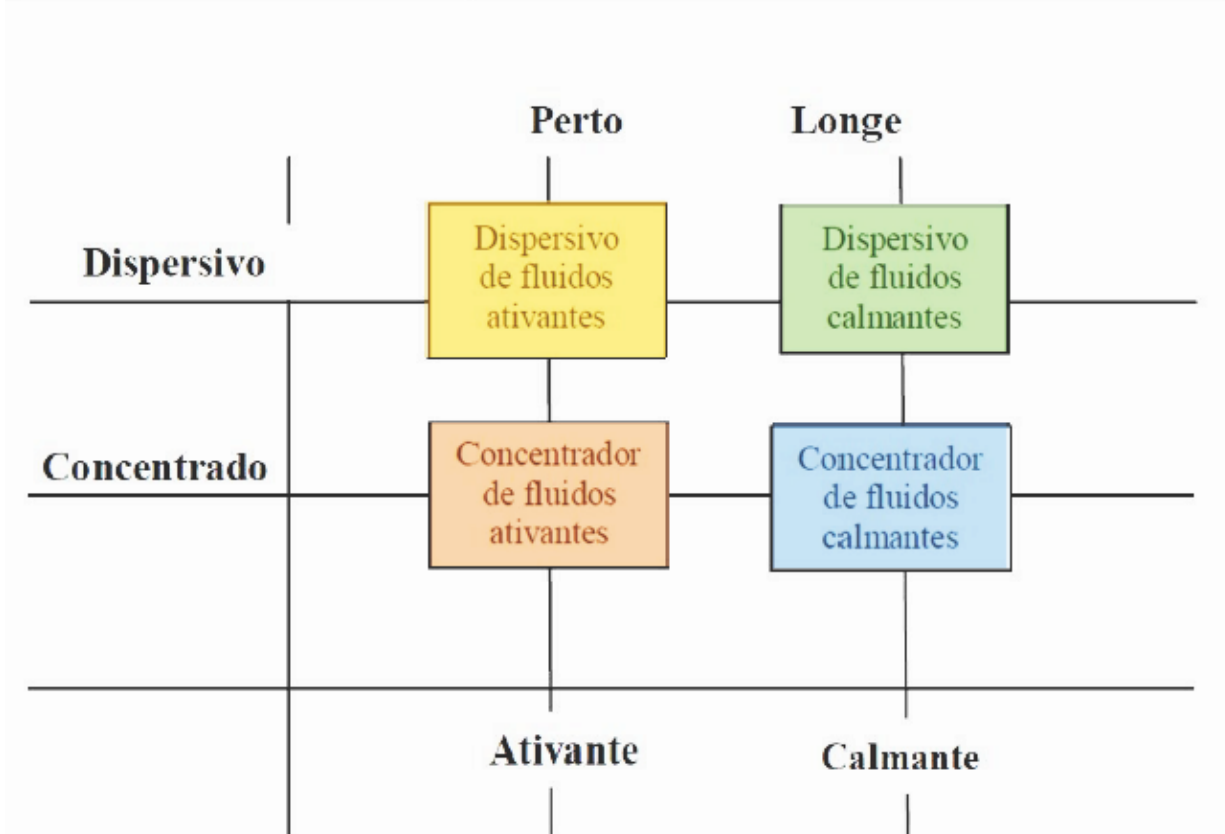 Perto
Longe
Dispersivo
Dispersivo
de fluidos
ativantes
Dispersivo
de fluidos
calmantes
Concentrado
Concentrador
de fluidos
ativantes
Concentrador
de fluidos
calmantes
Ativante
Calmante